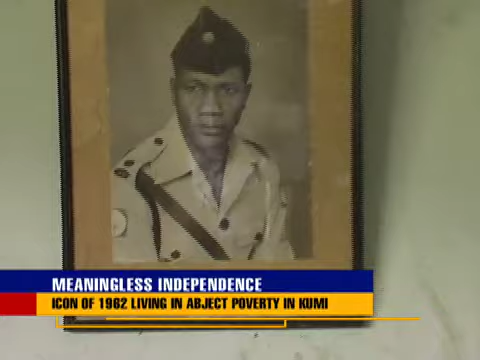 MEANINGLESS INDEPENDENCE
ICON OF 1962 LIVING IN ABJECT POVERTY IN KUMI